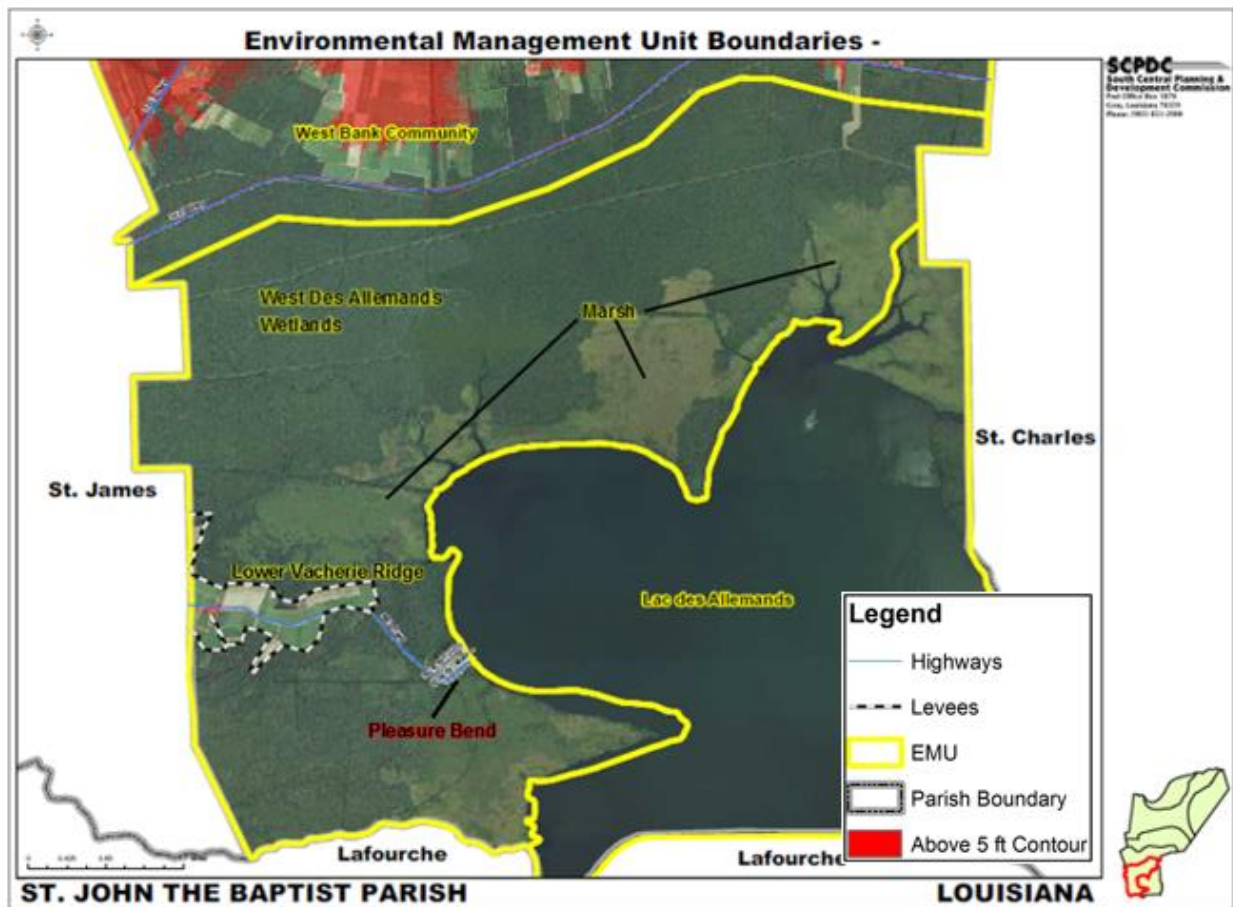 Environmental Management Unit Boundaries -
SCPDC
South Central Planning &
Development Commission
West Bank Community
West Des Allemands
Wetlands
Marsh
St. Charles
St. James
Lower Vacherie Ridge
Lac des Allemands
Pleasure Bend
Legend
Highways
Levees
EMU
Parish Boundary
Above 5 ft Contour
Lafourche
Lafourche
ST. JOHN THE BAPTIST PARISH
LOUISIANA